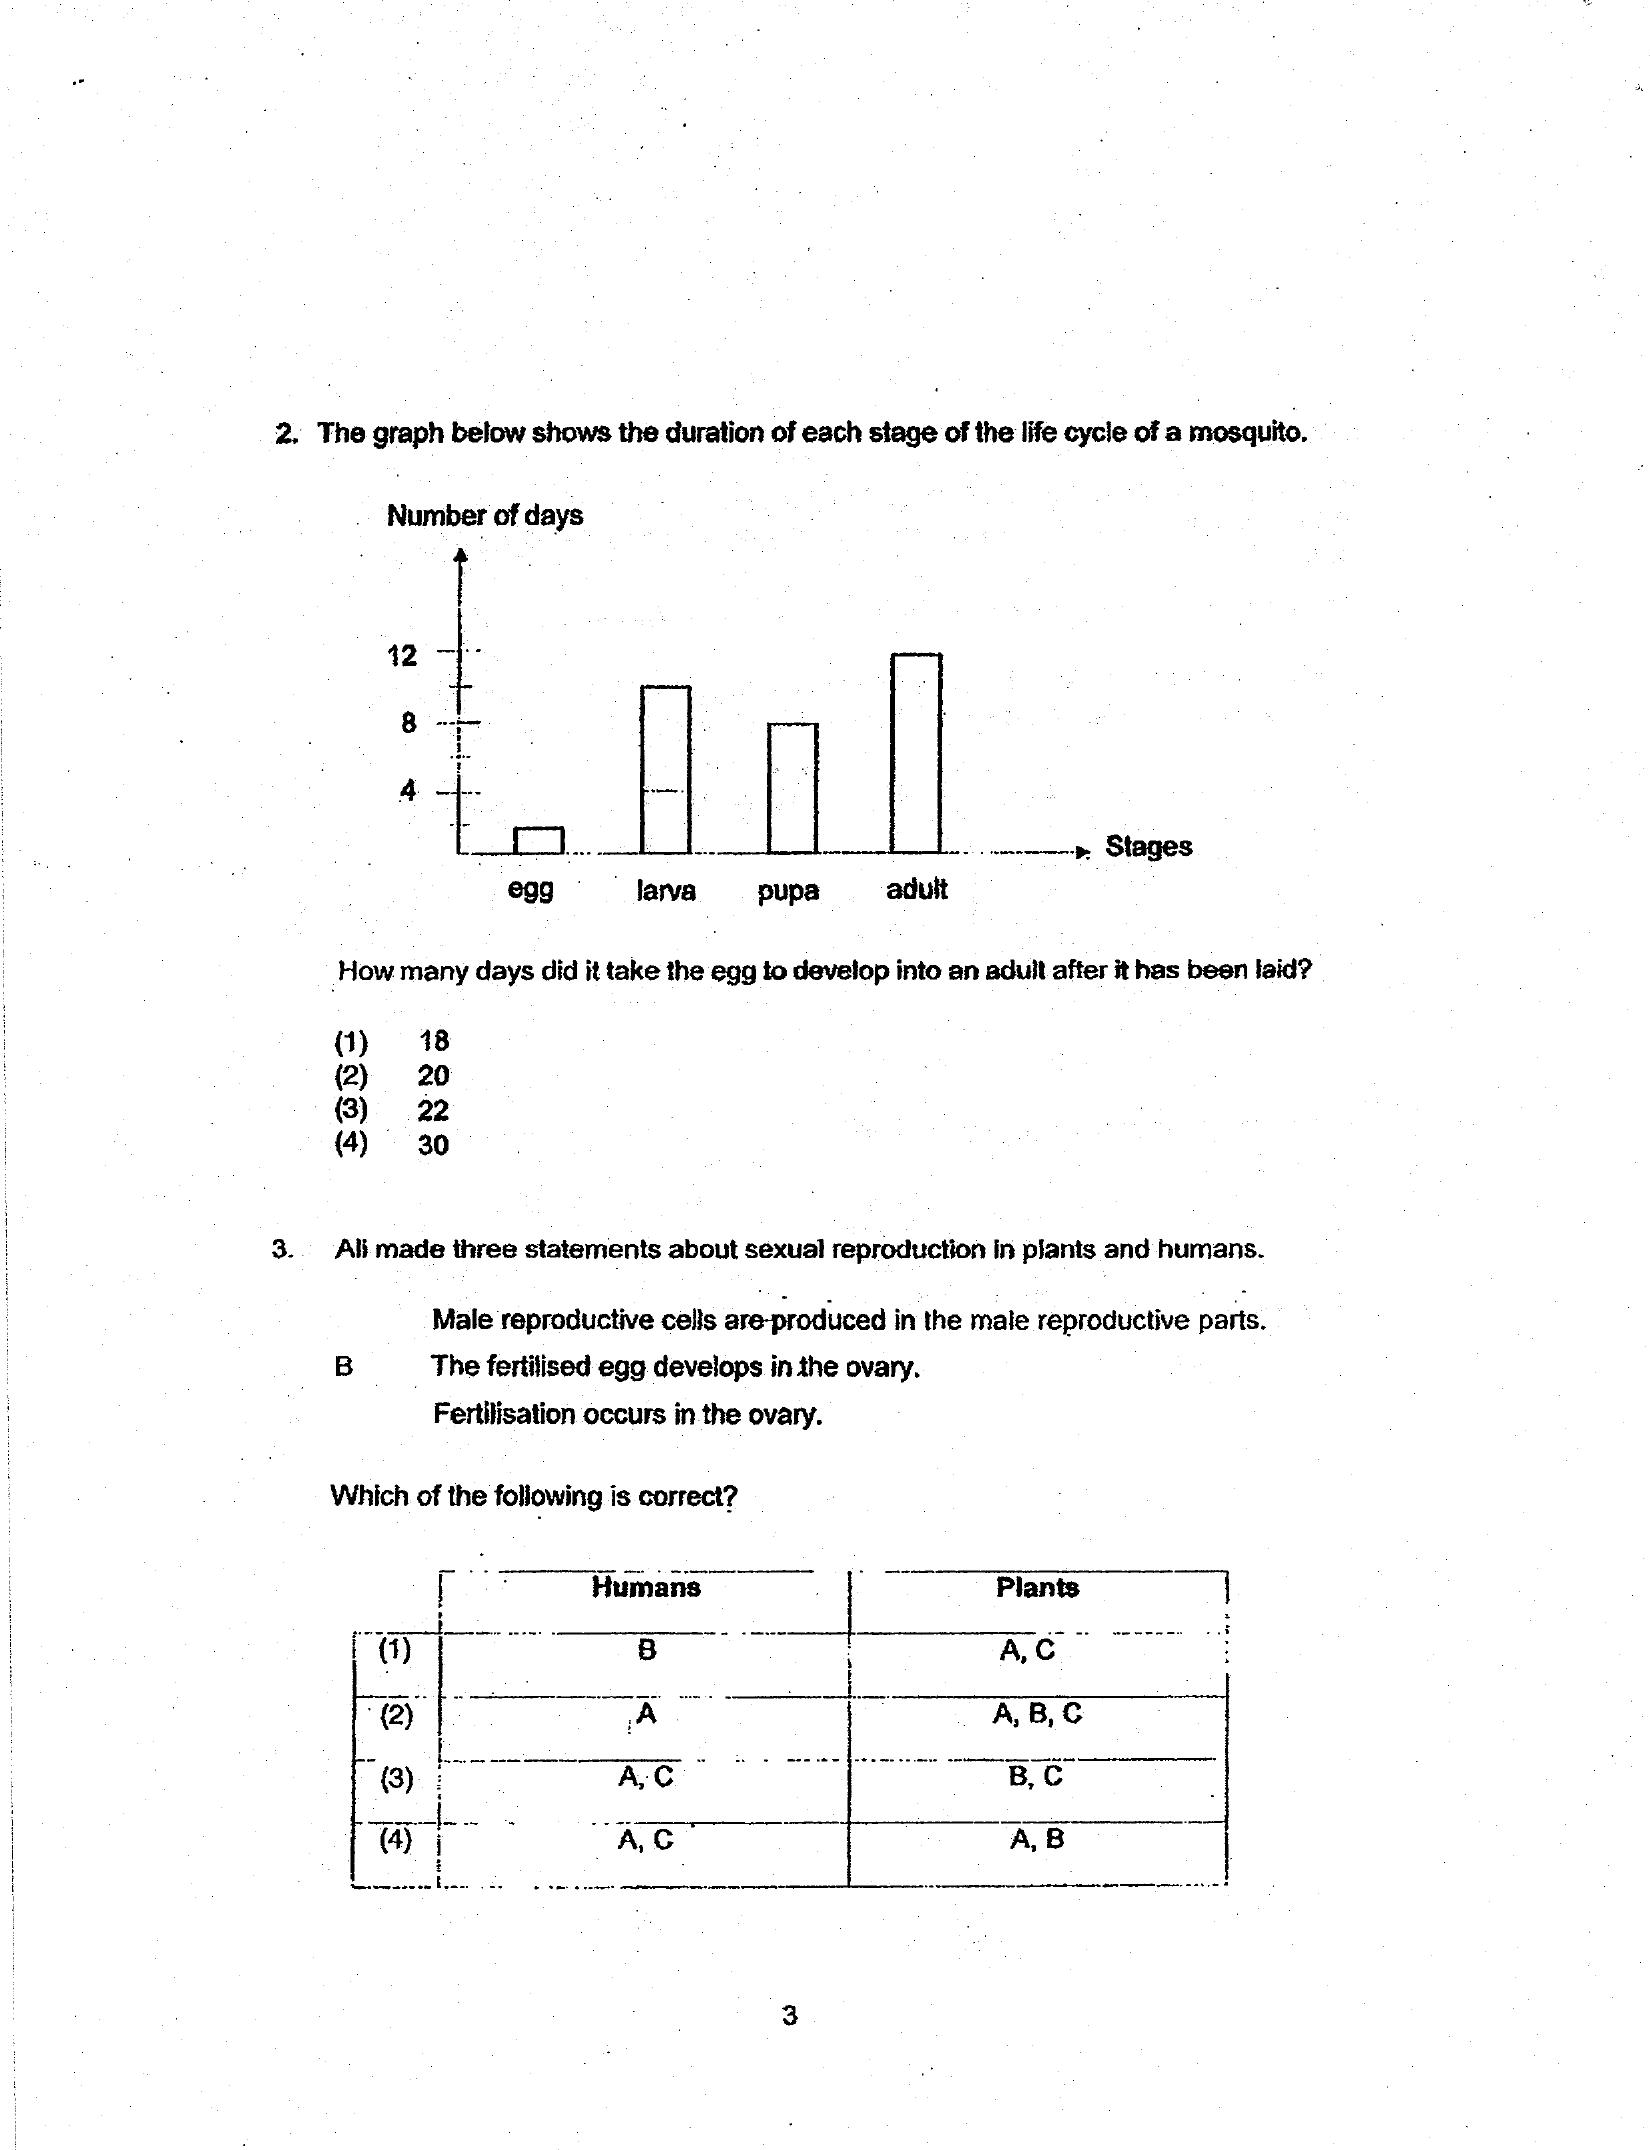 2. The graph below shows the duration of each stage of the life cycle of a mosquito.
Number of days
12
8
4
Stages
egg larva pupa adult
How many days did it take the egg to develop into an adult after it has been laid?
(1) 18
(2) 20
(3) 22
(4) 30
3. Ali made three statements about sexual reproduction in plants and humans.
Male reproductive cells are produced in the male reproductive parts.
B The fertilised egg develops in the ovary.
Fertilisation occurs in the ovary.
Which of the following is correct?
Humans Plants
(1) B A, C
(2) A A, B, C
(3) A, C B, C
(4) A, C A, B
3